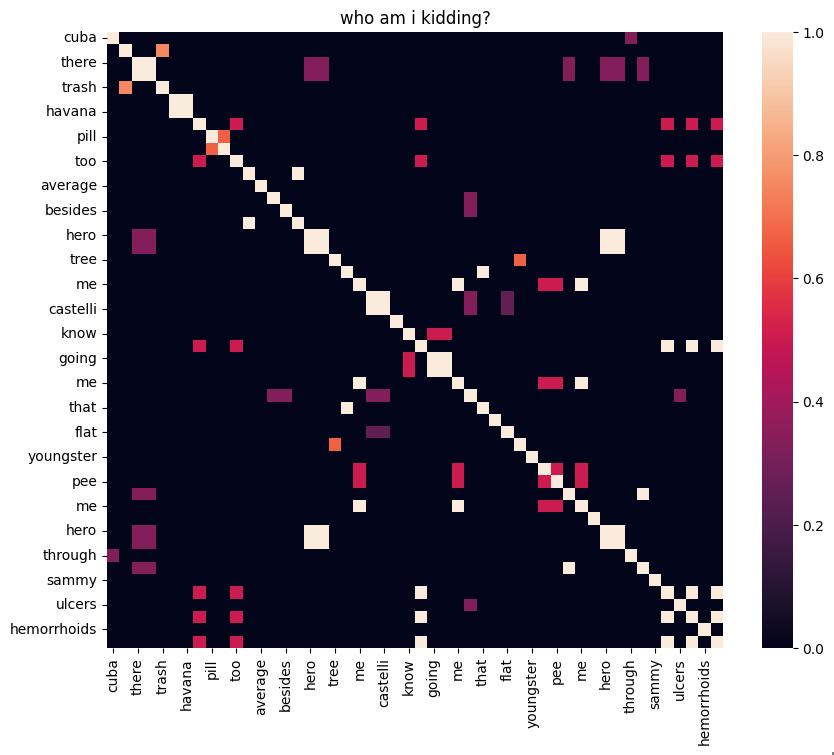 who am i kidding?
cuba
there
trash
havana
pill
too
average
besides
hero
tree
me
castelli
know
going
me
that
flat
youngster
pee
me
hero
through
sammy
ulcers
hemorrhoids
1.0
0.8
0.6
0.4
0.2
0.0
cuba
there
trash
havana
pill
too
average
besides
hero
tree
me
castelli
know
going
me
that
flat
youngster
pee
me
hero
through
sammy
ulcers
hemorrhoids